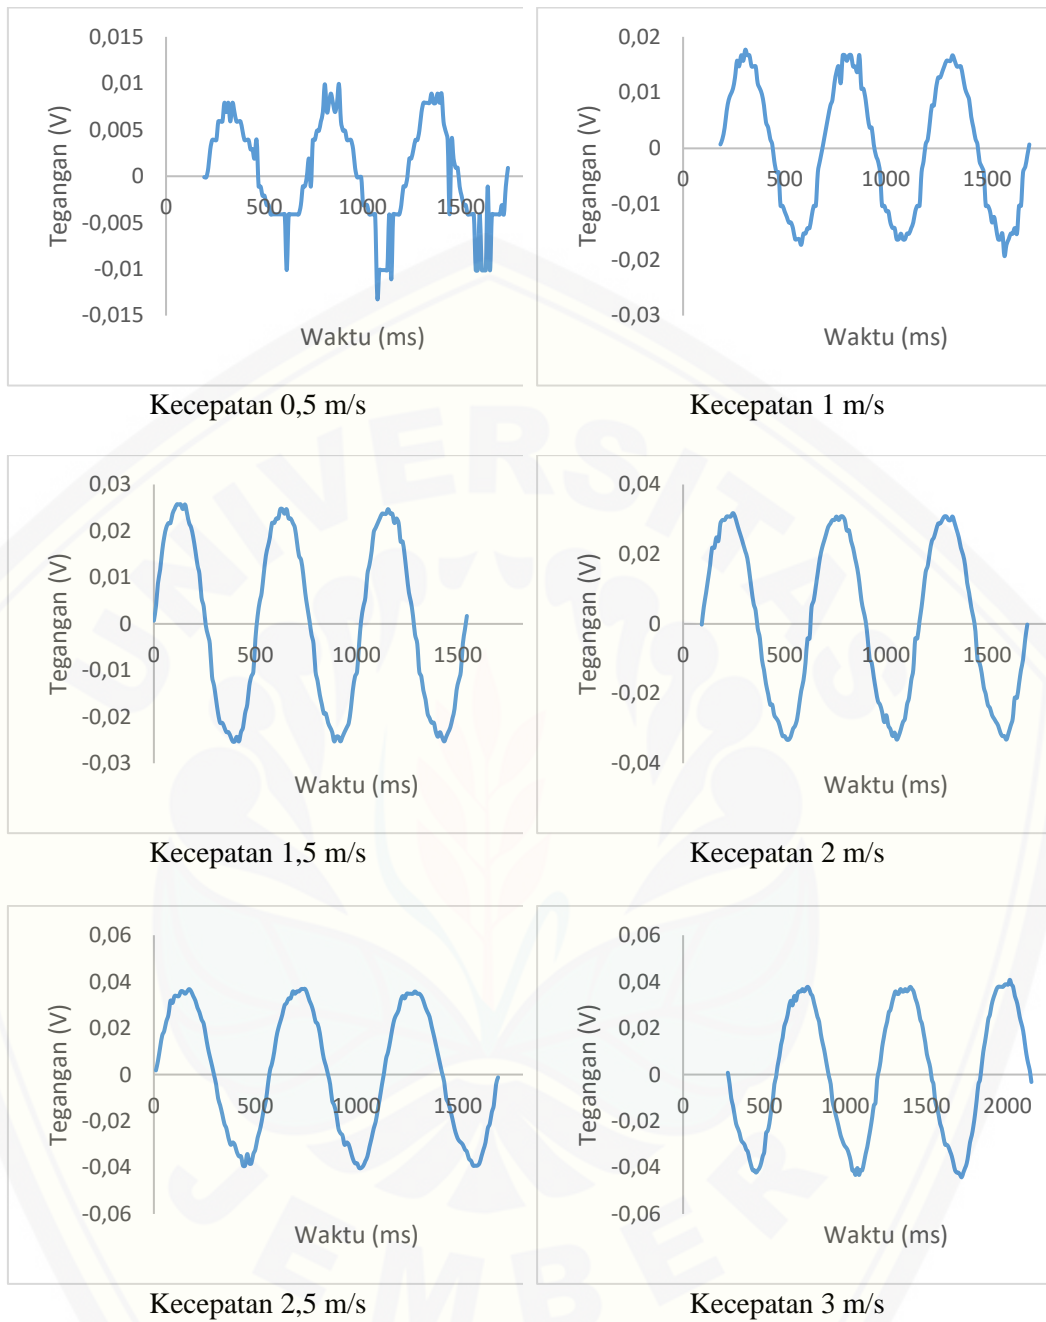 0,015
0,01
0,005
0
-0,005
-0,01
-0,015
Tegangan (V)
0 500 1000 1500
Waktu (ms)
Kecepatan 0,5 m/s
0,02
0,01
0
-0,01
-0,02
-0,03
Tegangan (V)
0 500 1000 1500
Waktu (ms)
Kecepatan 1 m/s
0,03
0,02
0,01
0
-0,01
-0,02
-0,03
Tegangan (V)
0 500 1000 1500
Waktu (ms)
Kecepatan 1,5 m/s
0,04
0,02
0
-0,02
-0,04
Tegangan (V)
0 500 1000 1500
Waktu (ms)
Kecepatan 2 m/s
0,06
0,04
0,02
0
-0,02
-0,04
-0,06
Tegangan (V)
0 500 1000 1500
Waktu (ms)
Kecepatan 2,5 m/s
0,06
0,04
0,02
0
-0,02
-0,04
-0,06
Tegangan (V)
0 500 1000 1500 2000
Waktu (ms)
Kecepatan 3 m/s
UNIVERSITAS
JEMBER